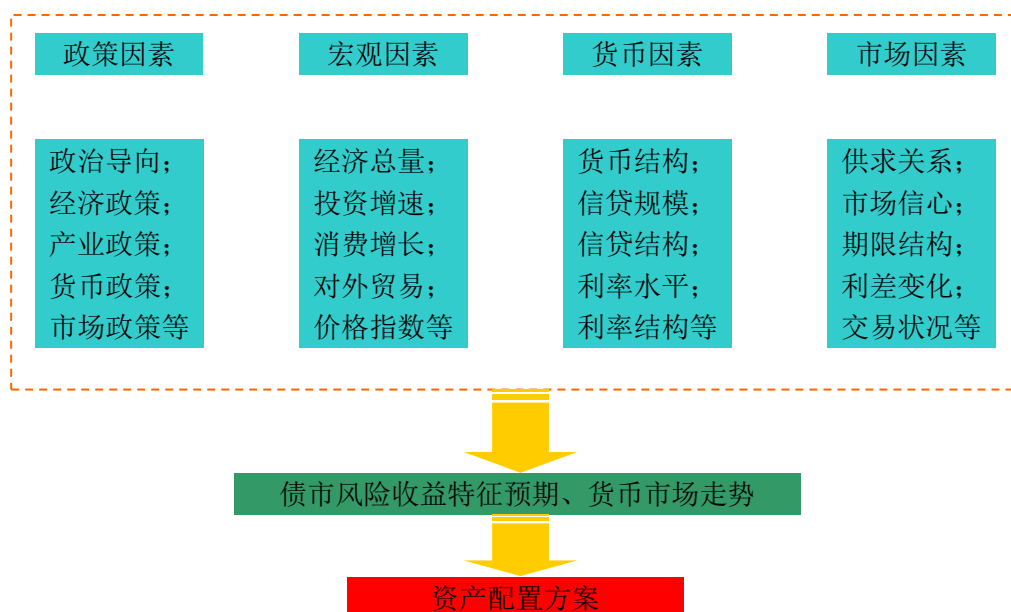 政策因素
宏观因素
货币因素
市场因素
政治导向；
经济政策；
产业政策；
货币政策；
市场政策等
经济总量；
投资增速；
消费增长；
对外贸易；
价格指数等
货币结构；
信贷规模；
信贷结构；
利率水平；
利率结构等
供求关系；
市场信心；
期限结构；
利差变化；
交易状况等
债市风险收益特征预期、货币市场走势
资产配置方案